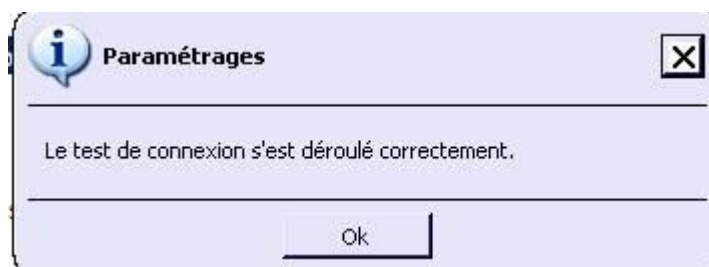 Paramétrages
Le test de connexion s'est déroulé correctement.
Ok